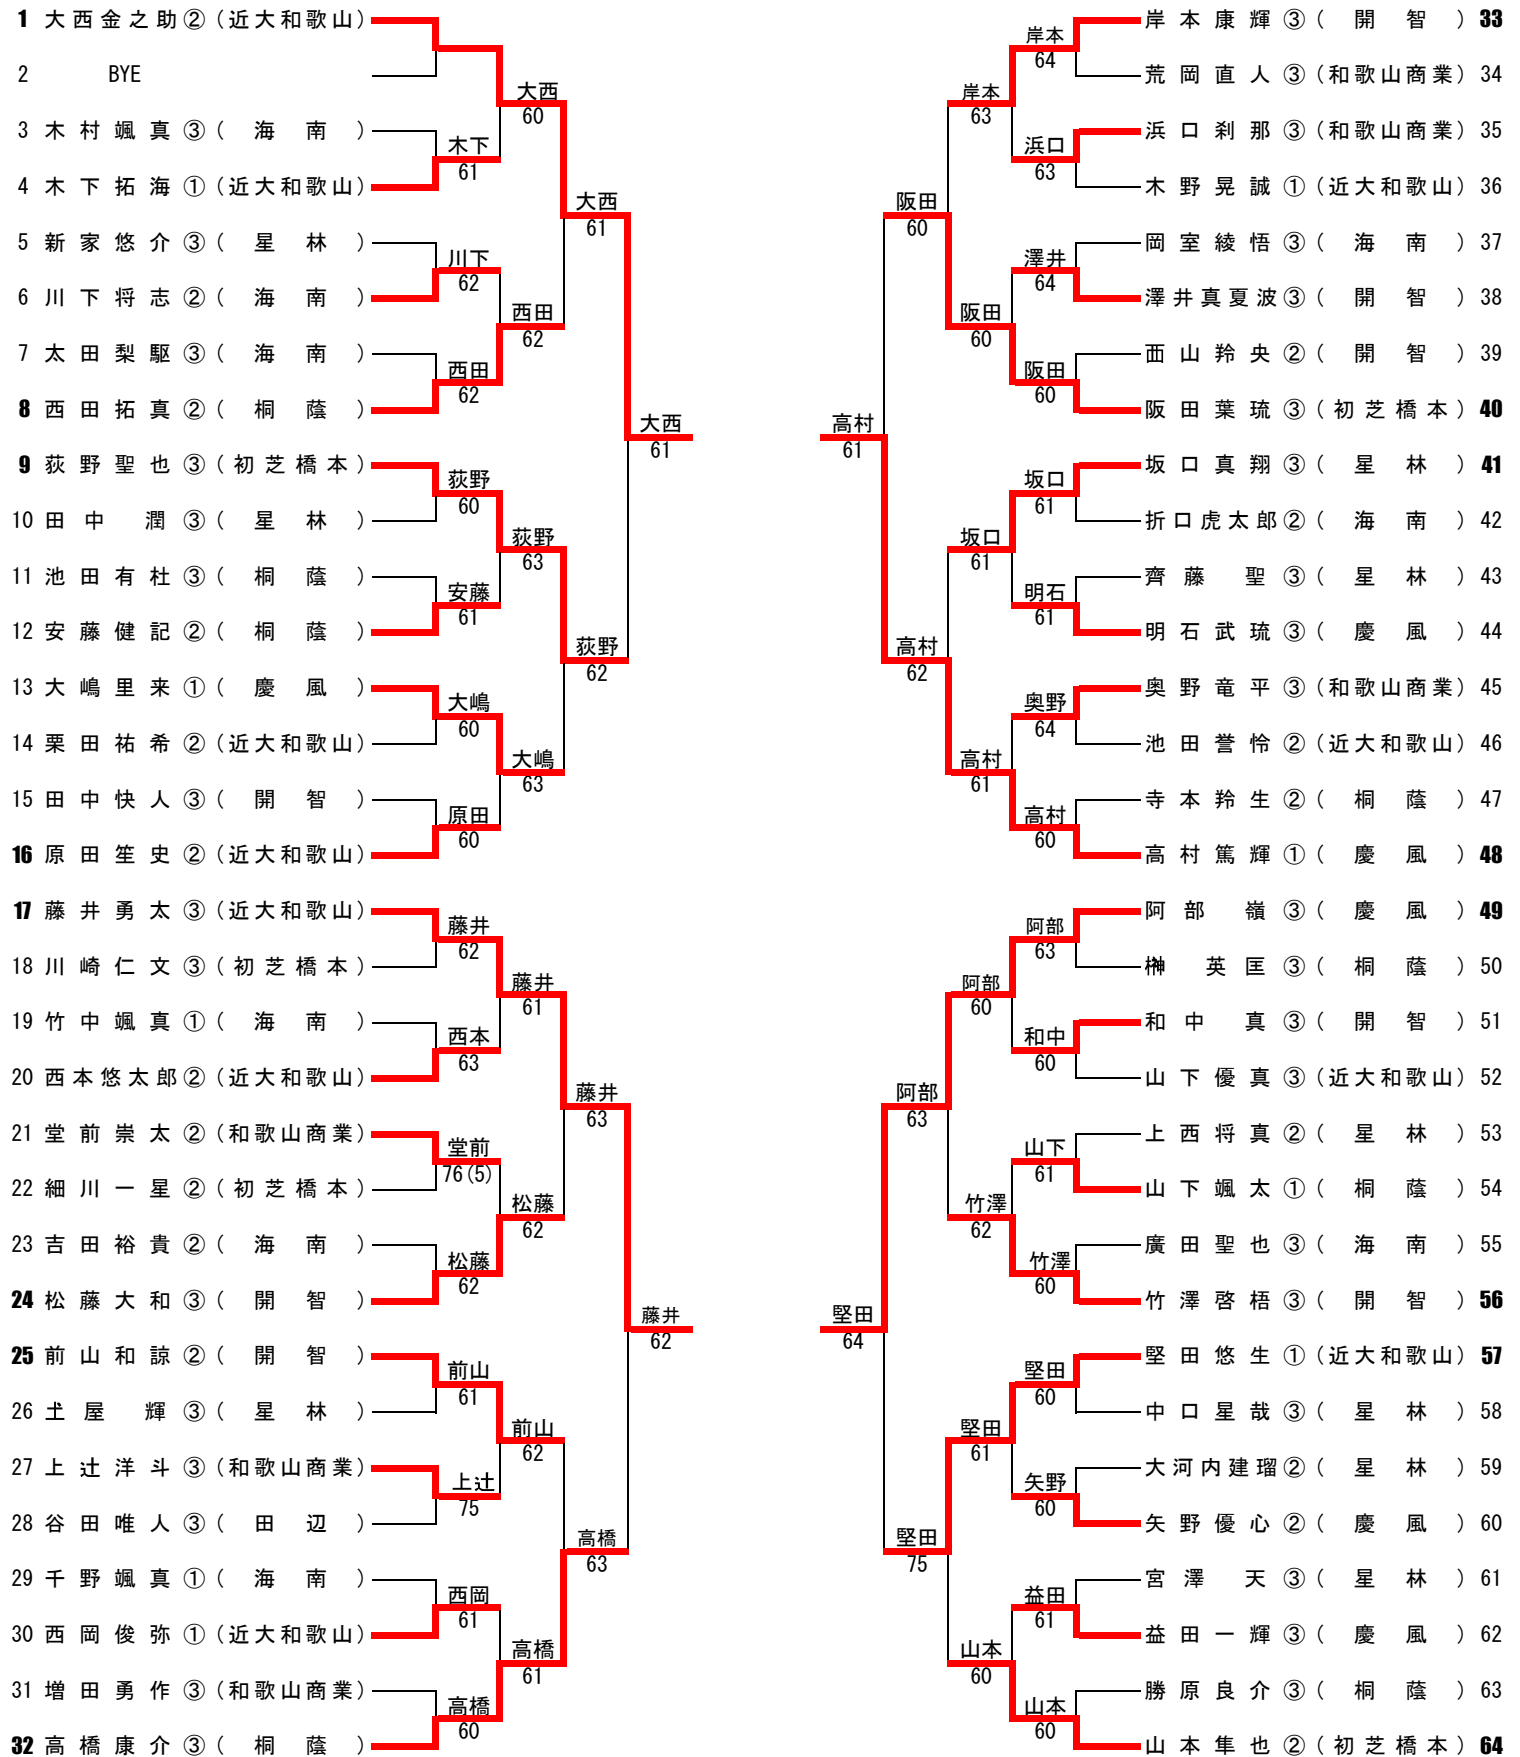 1 大西金之助②(近大和歌山)
2 BYE
大西
60
3 木村颯真③(海南)
木下
61
4 木下拓海①(近大和歌山)
大西
61
5 新家悠介③(星林)
川下
62
6 川下将志②(海南)
西田
62
7 太田梨駆③(海南)
西田
62
8 西田拓真②(桐蔭)
大西
61
9 荻野聖也③(初芝橋本)
荻野
60
10 田中潤③(星林)
荻野
63
11 池田有杜③(桐蔭)
安藤
61
12 安藤健記②(桐蔭)
荻野
62
13 大嶋里来①(慶風)
大嶋
60
14 栗田祐希②(近大和歌山)
大嶋
63
15 田中快人③(開智)
原田
60
16 原田笙史②(近大和歌山)
17 藤井勇太③(近大和歌山)
藤井
62
18 川崎仁文③(初芝橋本)
藤井
61
19 竹中颯真①(海南)
西本
63
20 西本悠太郎②(近大和歌山)
藤井
63
21 堂前崇太②(和歌山商業)
堂前
76(5)
22 細川一星②(初芝橋本)
松藤
62
23 吉田裕貴②(海南)
松藤
62
24 松藤大和③(開智)
藤井
62
25 前山和諒②(開智)
前山
61
26 土屋輝③(星林)
前山
62
27 上辻洋斗③(和歌山商業)
上辻
75
28 谷田唯人③(田辺)
高橋
63
29 千野颯真①(海南)
西岡
61
30 西岡俊弥①(近大和歌山)
高橋
61
31 増田勇作③(和歌山商業)
高橋
60
32 高橋康介③(桐蔭)
岸本康輝③(開智) 33
岸本
64
荒岡直人③(和歌山商業) 34
岸本
63
浜口刹那③(和歌山商業) 35
浜口
63
木野晃誠①(近大和歌山) 36
阪田
60
岡室綾悟③(海南) 37
澤井
64
澤井真夏波③(開智) 38
阪田
60
面山羚央②(開智) 39
阪田
60
阪田葉琉③(初芝橋本) 40
高村
61
坂口真翔③(星林) 41
坂口
61
折口虎太郎②(海南) 42
坂口
61
齊藤聖③(星林) 43
明石
61
明石武琉③(慶風) 44
高村
62
奥野竜平③(和歌山商業) 45
奥野
64
池田誉怜②(近大和歌山) 46
高村
61
寺本羚生②(桐蔭) 47
高村
60
高村篤輝①(慶風) 48
阿部嶺③(慶風) 49
阿部
63
榊英匡③(桐蔭) 50
阿部
60
和中真③(開智) 51
和中
60
山下優真③(近大和歌山) 52
阿部
63
上西将真②(星林) 53
山下
61
山下颯太①(桐蔭) 54
竹澤
62
廣田聖也③(海南) 55
竹澤
60
竹澤啓梧③(開智) 56
堅田
64
堅田悠生①(近大和歌山) 57
堅田
60
中口星哉③(星林) 58
堅田
61
大河内建瑠②(星林) 59
矢野
60
矢野優心②(慶風) 60
堅田
75
宮澤天③(星林) 61
益田
61
益田一輝③(慶風) 62
山本
60
勝原良介③(桐蔭) 63
山本
60
山本隼也②(初芝橋本) 64